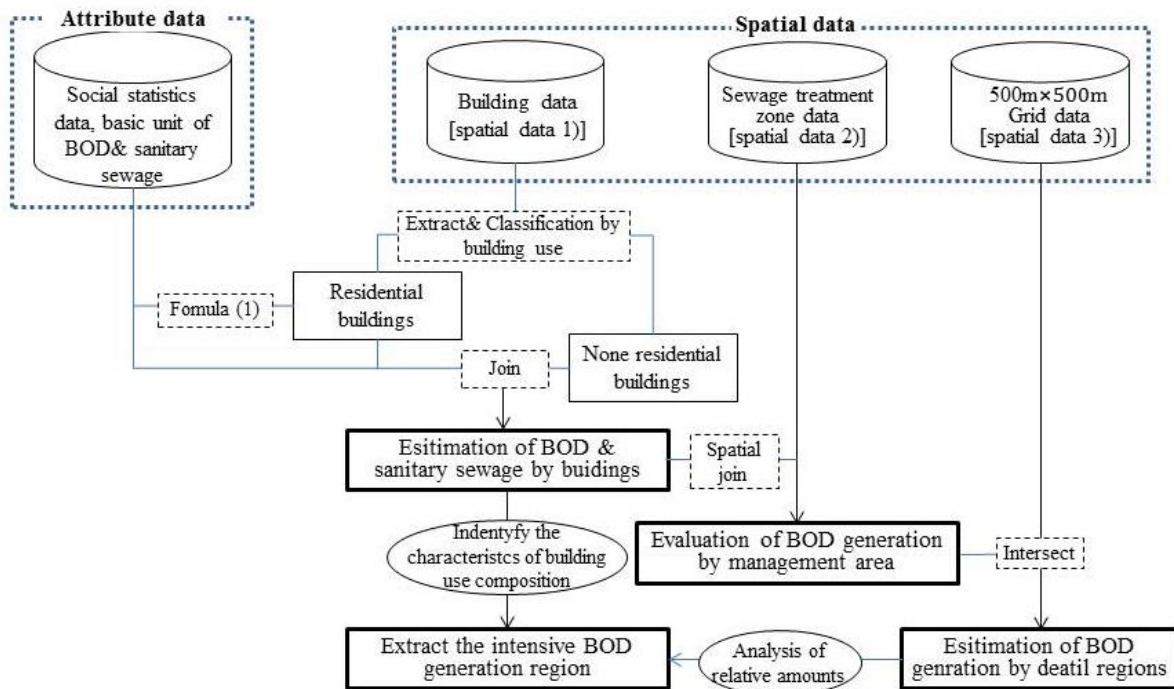 Attribute data
Spatial data
Social statistics
data, basic unit of
BOD& sanitary
sewage
Building data
[spatial data 1)]
Sewage treatment
zone data
[spatial data 2)]
500m×500m
Grid data
[spatial data 3)]
Extract& Classification by
building use
Fomula (1)
Residential
buildings
Join
None residential
buildings
Esitimation of BOD &
sanitary sewage by buidings
Spatial
join
Indentyfy the
characteristcs of building
use composition
Evaluation of BOD generation
by management area
Intersect
Extract the intensive BOD
generation region
Analysis of
relative amounts
Esitimation of BOD
genration by deatil regions